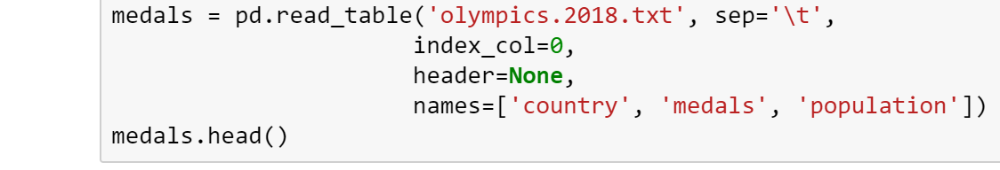 medals = pd.read_table('olympics.2018.txt', sep='\t',
index_col=0,
header=None,
names=['country', 'medals', 'population'])
medals.head()